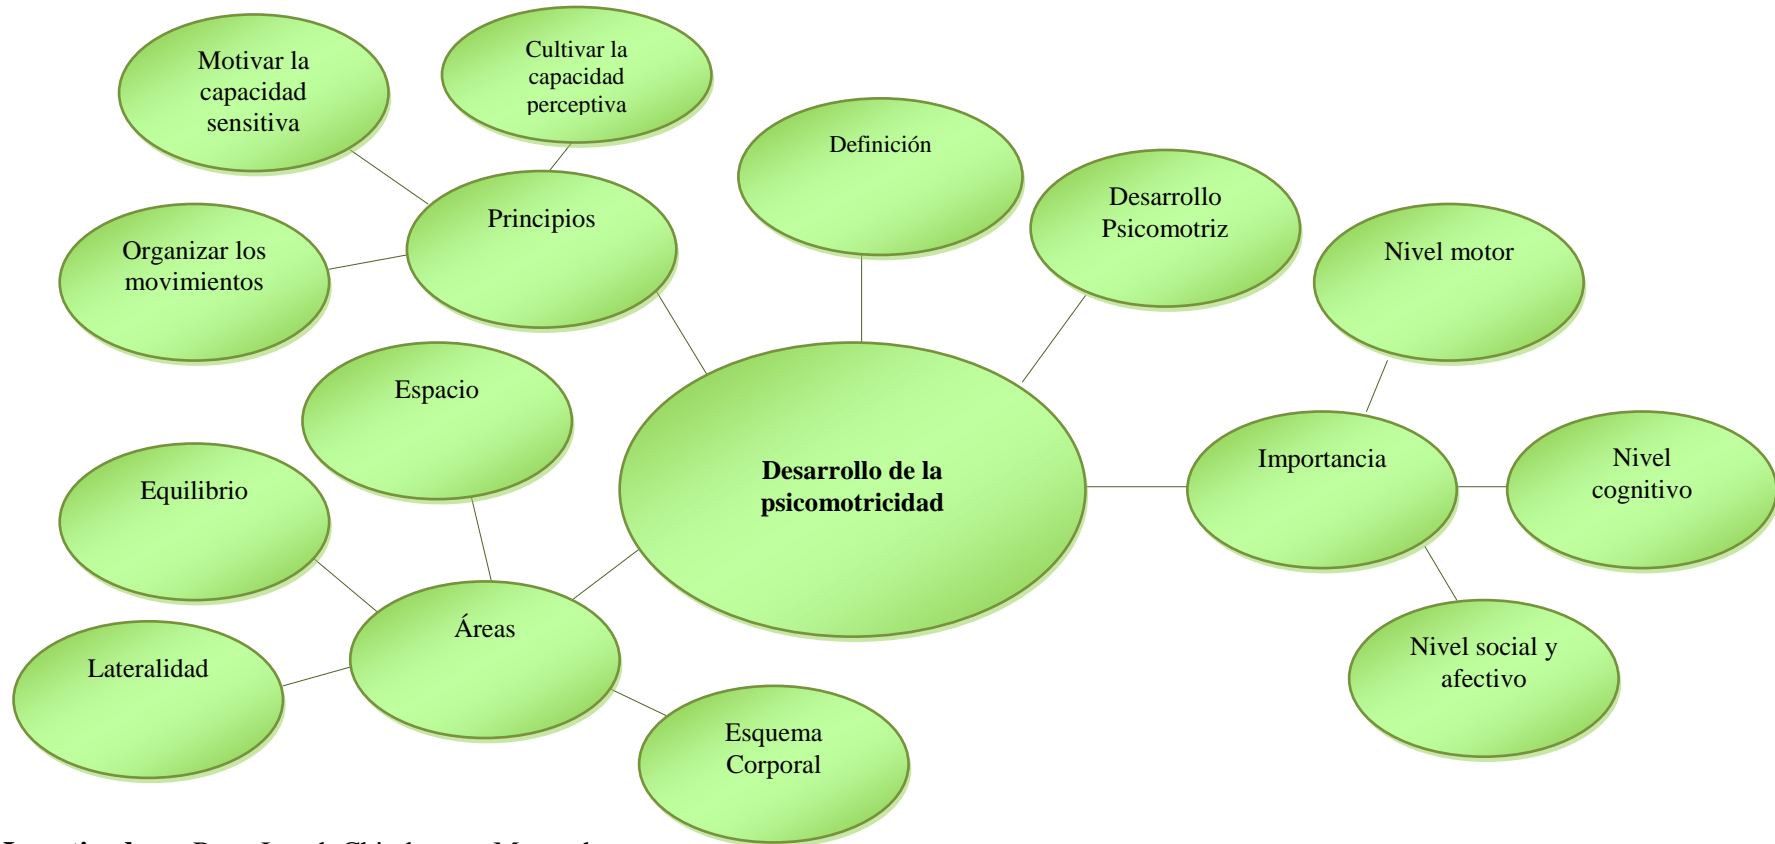 Motivar la
capacidad
sensitiva
Cultivar la
capacidad
perceptiva
Definición
Desarrollo
Psicomotriz
Principios
Organizar los
movimientos
Nivel motor
Espacio
Importancia
Nivel
cognitivo
Desarrollo de la
psicomotricidad
Equilibrio
Áreas
Lateralidad
Nivel social y
afectivo
Esquema
Corporal